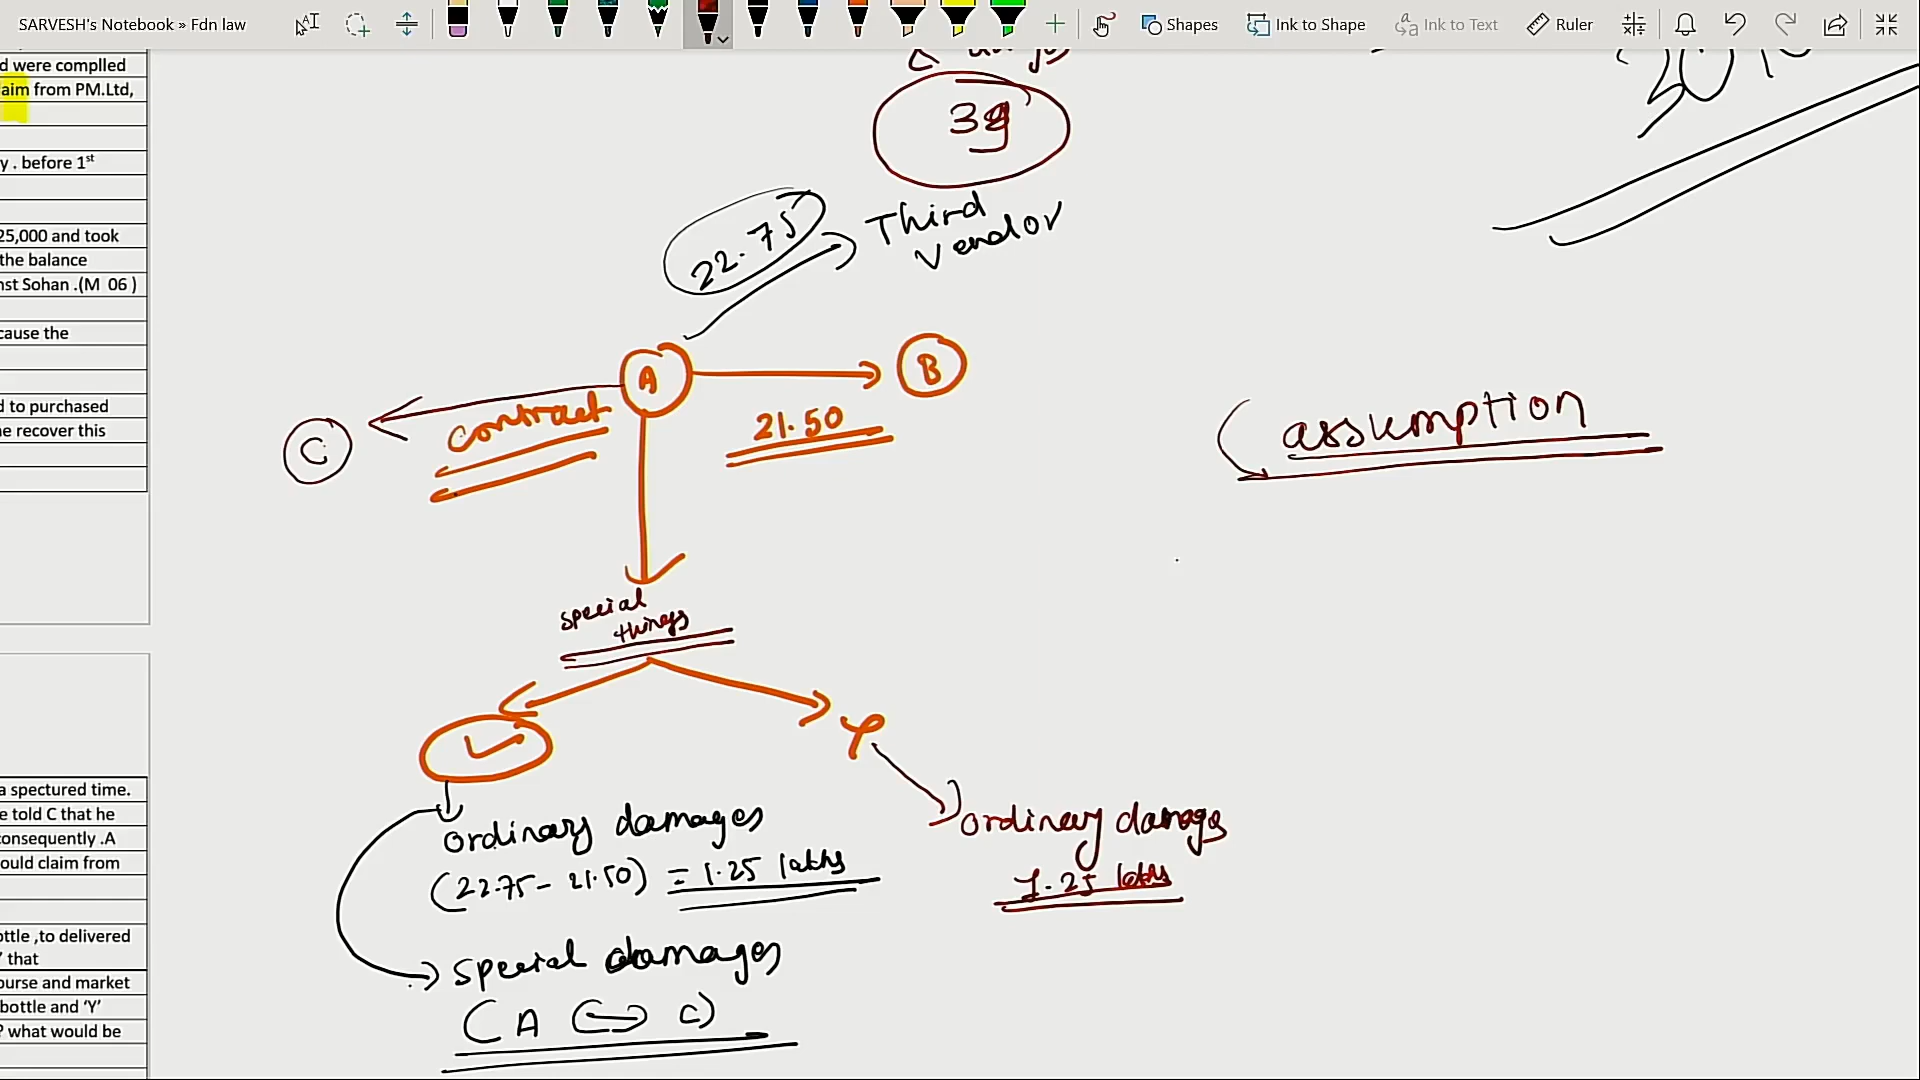 SARVESH's Notebook » Fdn law
Shapes
Ink to Shape
Ink to Text
Ruler
d were complled
aim from PM.Ltd,
y . before 1st
25,000 and took
the balance
nst Sohan .(M 06 )
cause the
d to purchased
e recover this
a spectured time.
e told C that he
consequently .A
ould claim from
ottle ,to delivered
' that
ourse and market
bottle and 'Y'
? what would be
39
22.75
Third
Vendor
A
B
21.50
contract
C
assumption
special
things
ordinary damages
(22.75 - 21.50) = 1.25 lakhs
special damages
(A C)
ordinary damages
1.25 lakhs